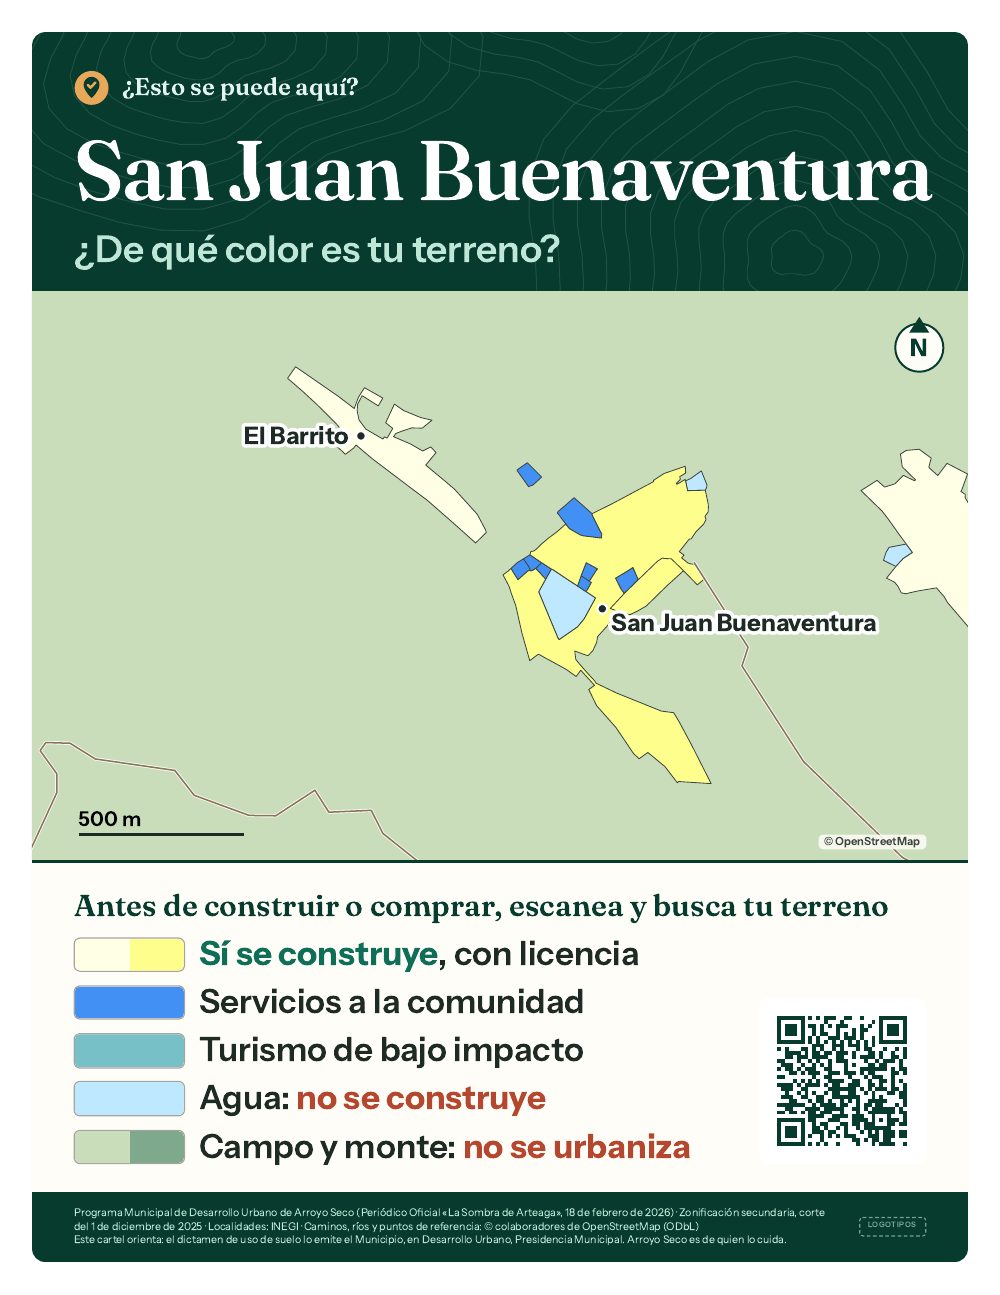 ¿Esto se puede aquí?
San Juan Buenaventura
¿De qué color es tu terreno?
N
El Barrito
San Juan Buenaventura
500 m
© OpenStreetMap
Antes de construir o comprar, escanea y busca tu terreno
Sí se construye, con licencia
Servicios a la comunidad
Turismo de bajo impacto
Agua: no se construye
Campo y monte: no se urbaniza
Programa Municipal de Desarrollo Urbano de Arroyo Seco (Periódico Oficial «La Sombra de Arteaga», 18 de febrero de 2026) · Zonificación secundaria, corte
del 1 de diciembre de 2025 · Localidades: INEGI · Caminos, ríos y puntos de referencia: © colaboradores de OpenStreetMap (ODbL)
Este cartel orienta: el dictamen de uso de suelo lo emite el Municipio, en Desarrollo Urbano, Presidencia Municipal. Arroyo Seco es de quien lo cuida.
LOGOTIPOS